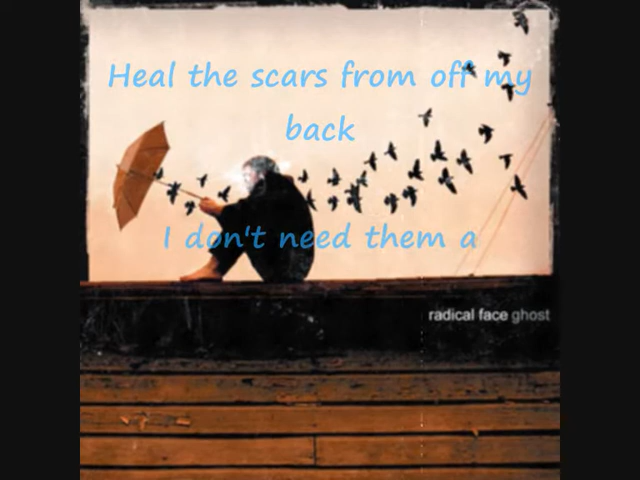 Heal the scars from off my
back
I don't need them a
radical face ghost